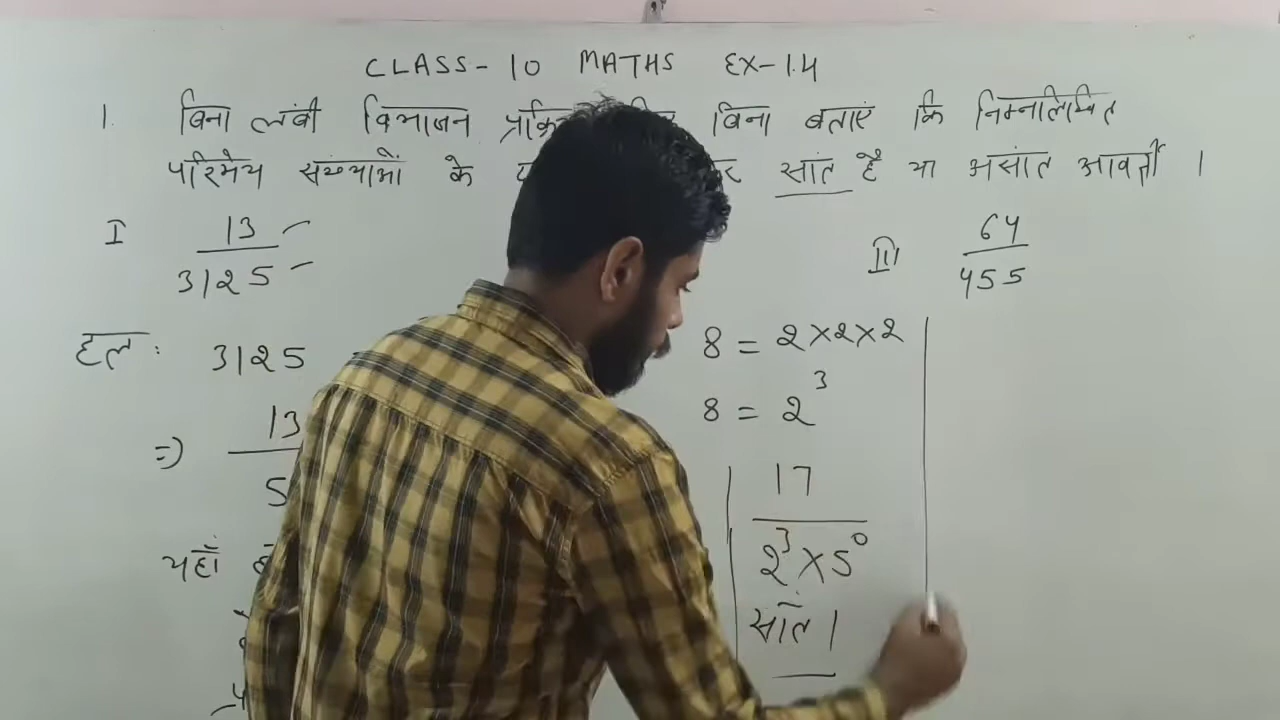 CLASS-10 MATHS EX-1.4
1. बिना लंबी विभाजन बिना बताएं कि निम्नलिखित
परिमेय संख्याओं के सांत है या असांत आवर्ती ।
I 13/3125
III 64/455
हल: 3125
8 = 2×2×2
8 = 2³
=) 13
5
17/2³×5⁰
यहाँ
सांत ।